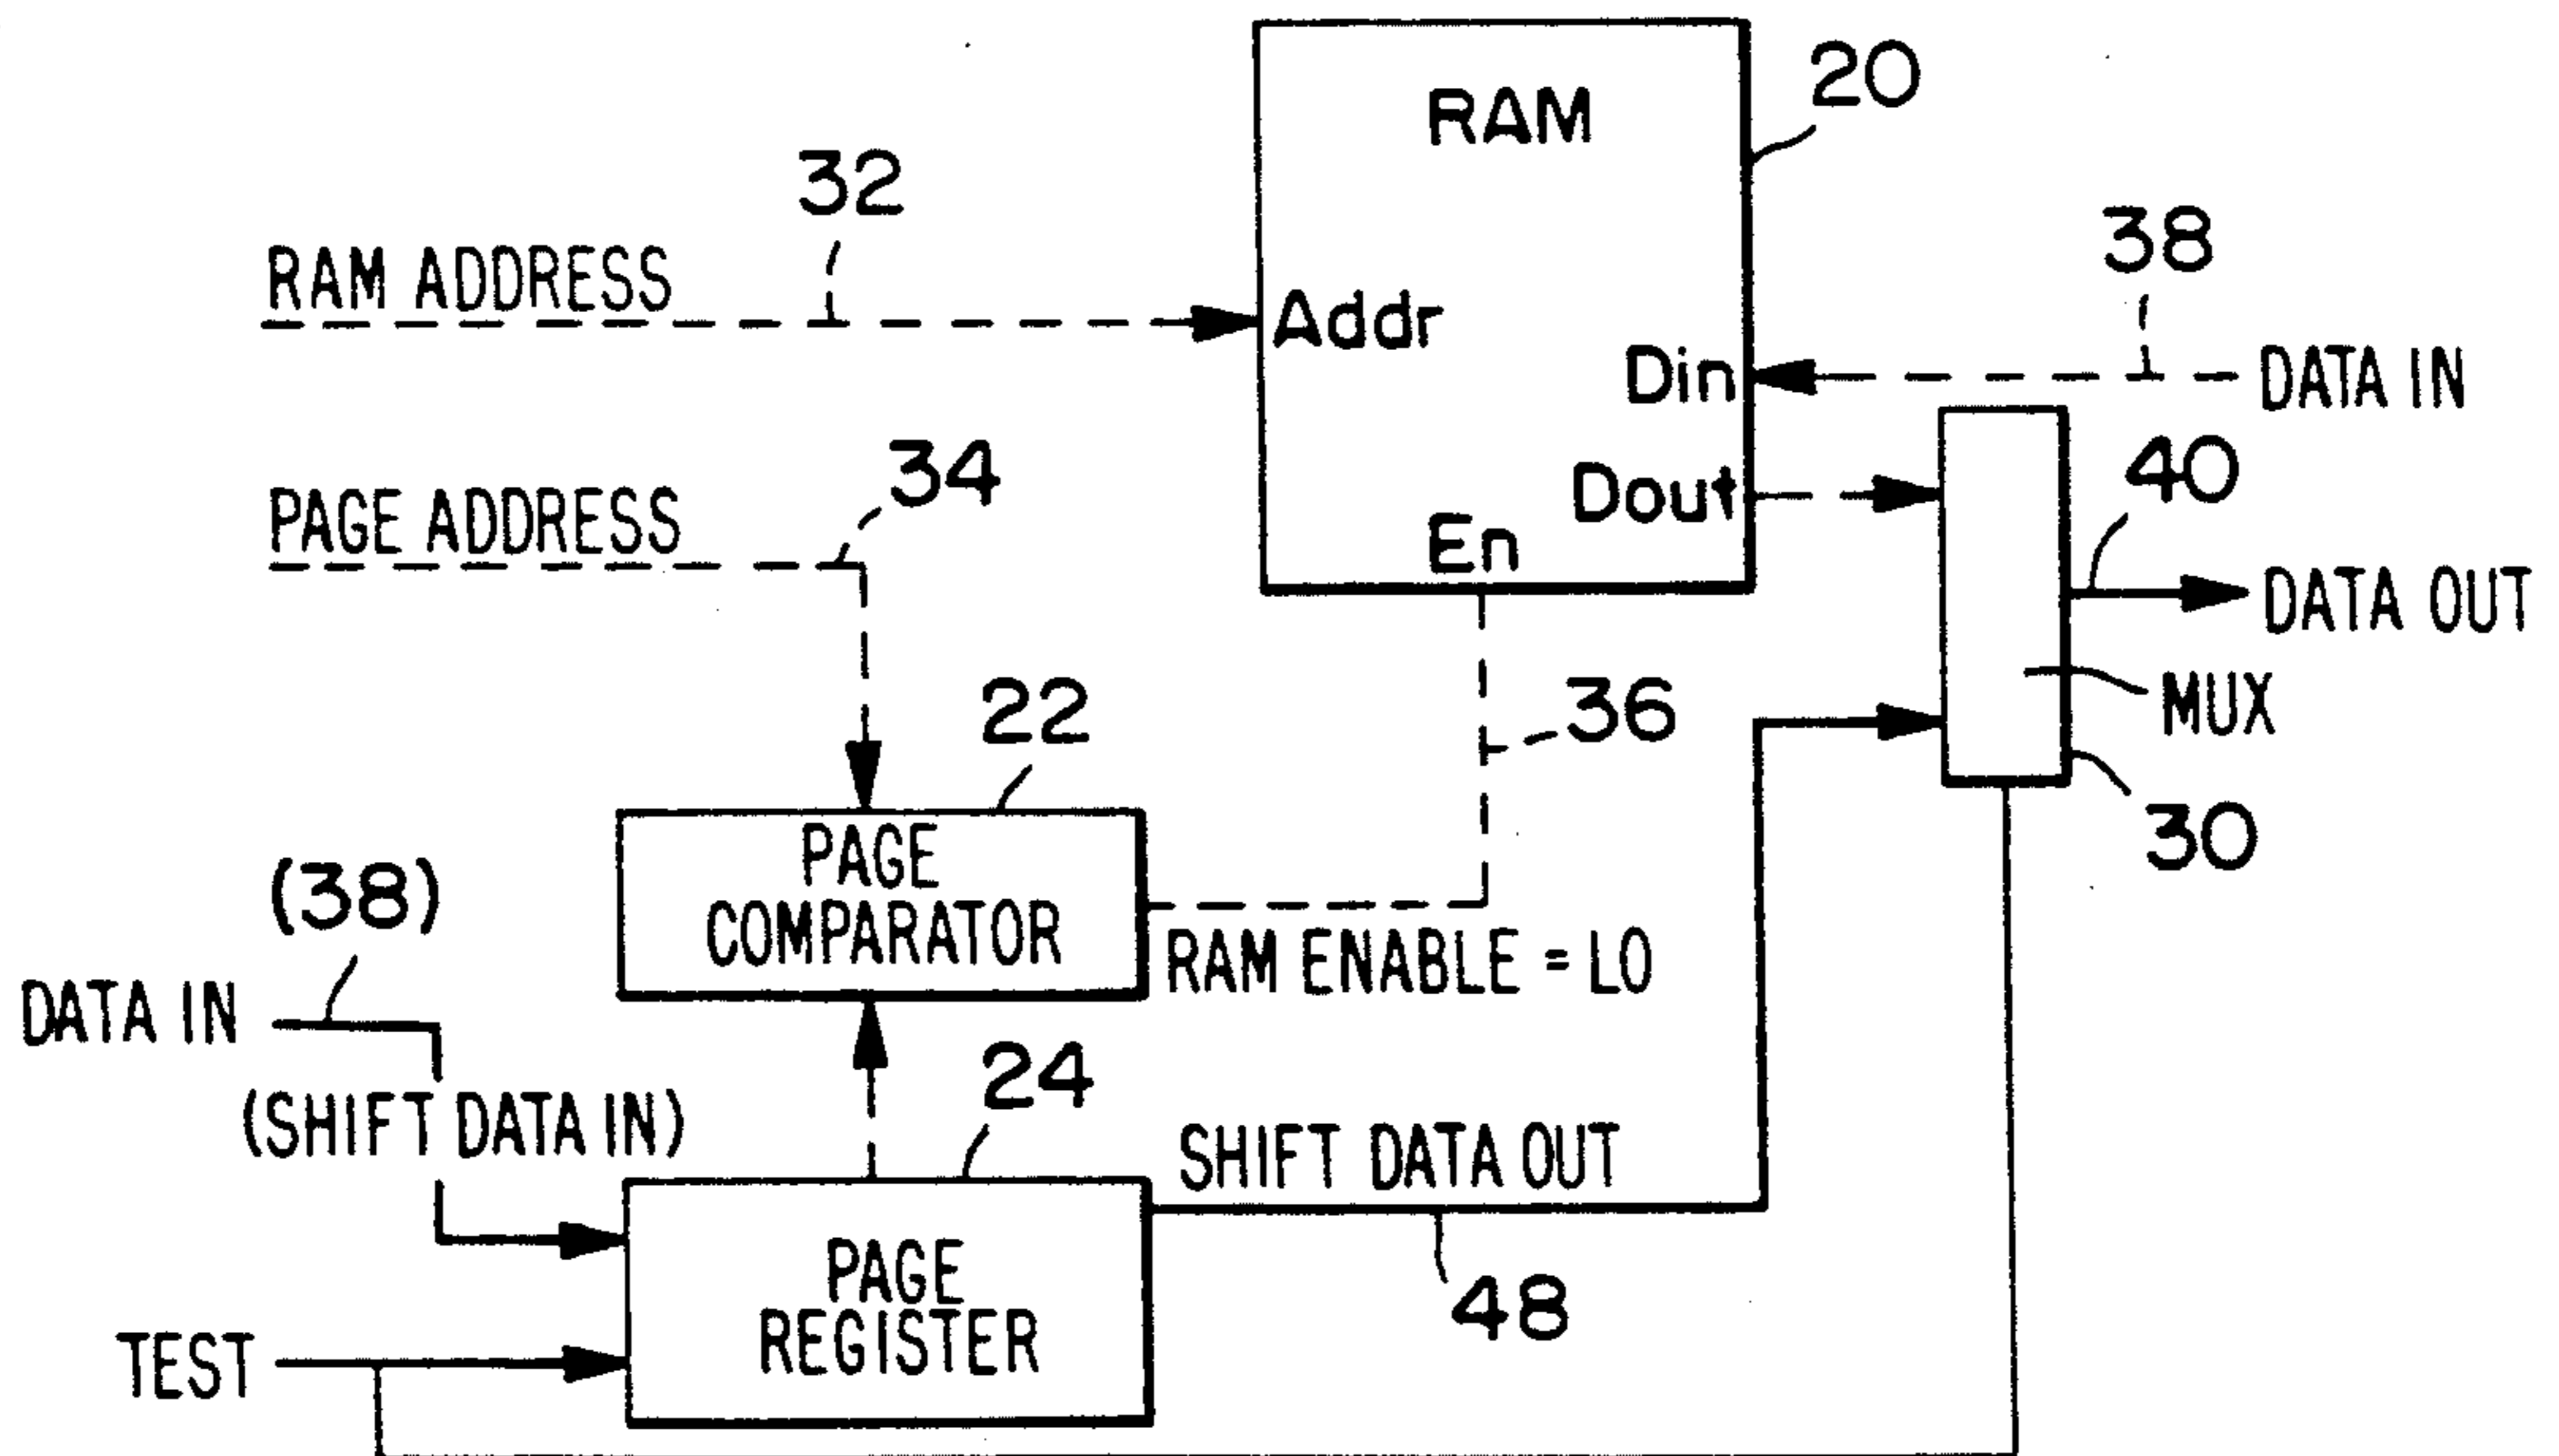 RAM
20
32
RAM ADDRESS
Addr
38
Din
DATA IN
34
PAGE ADDRESS
Dout
40
En
DATA OUT
22
36
MUX
30
PAGE
COMPARATOR
(38)
RAM ENABLE = LO
DATA IN
24
(SHIFT DATA IN)
SHIFT DATA OUT
PAGE
REGISTER
48
TEST